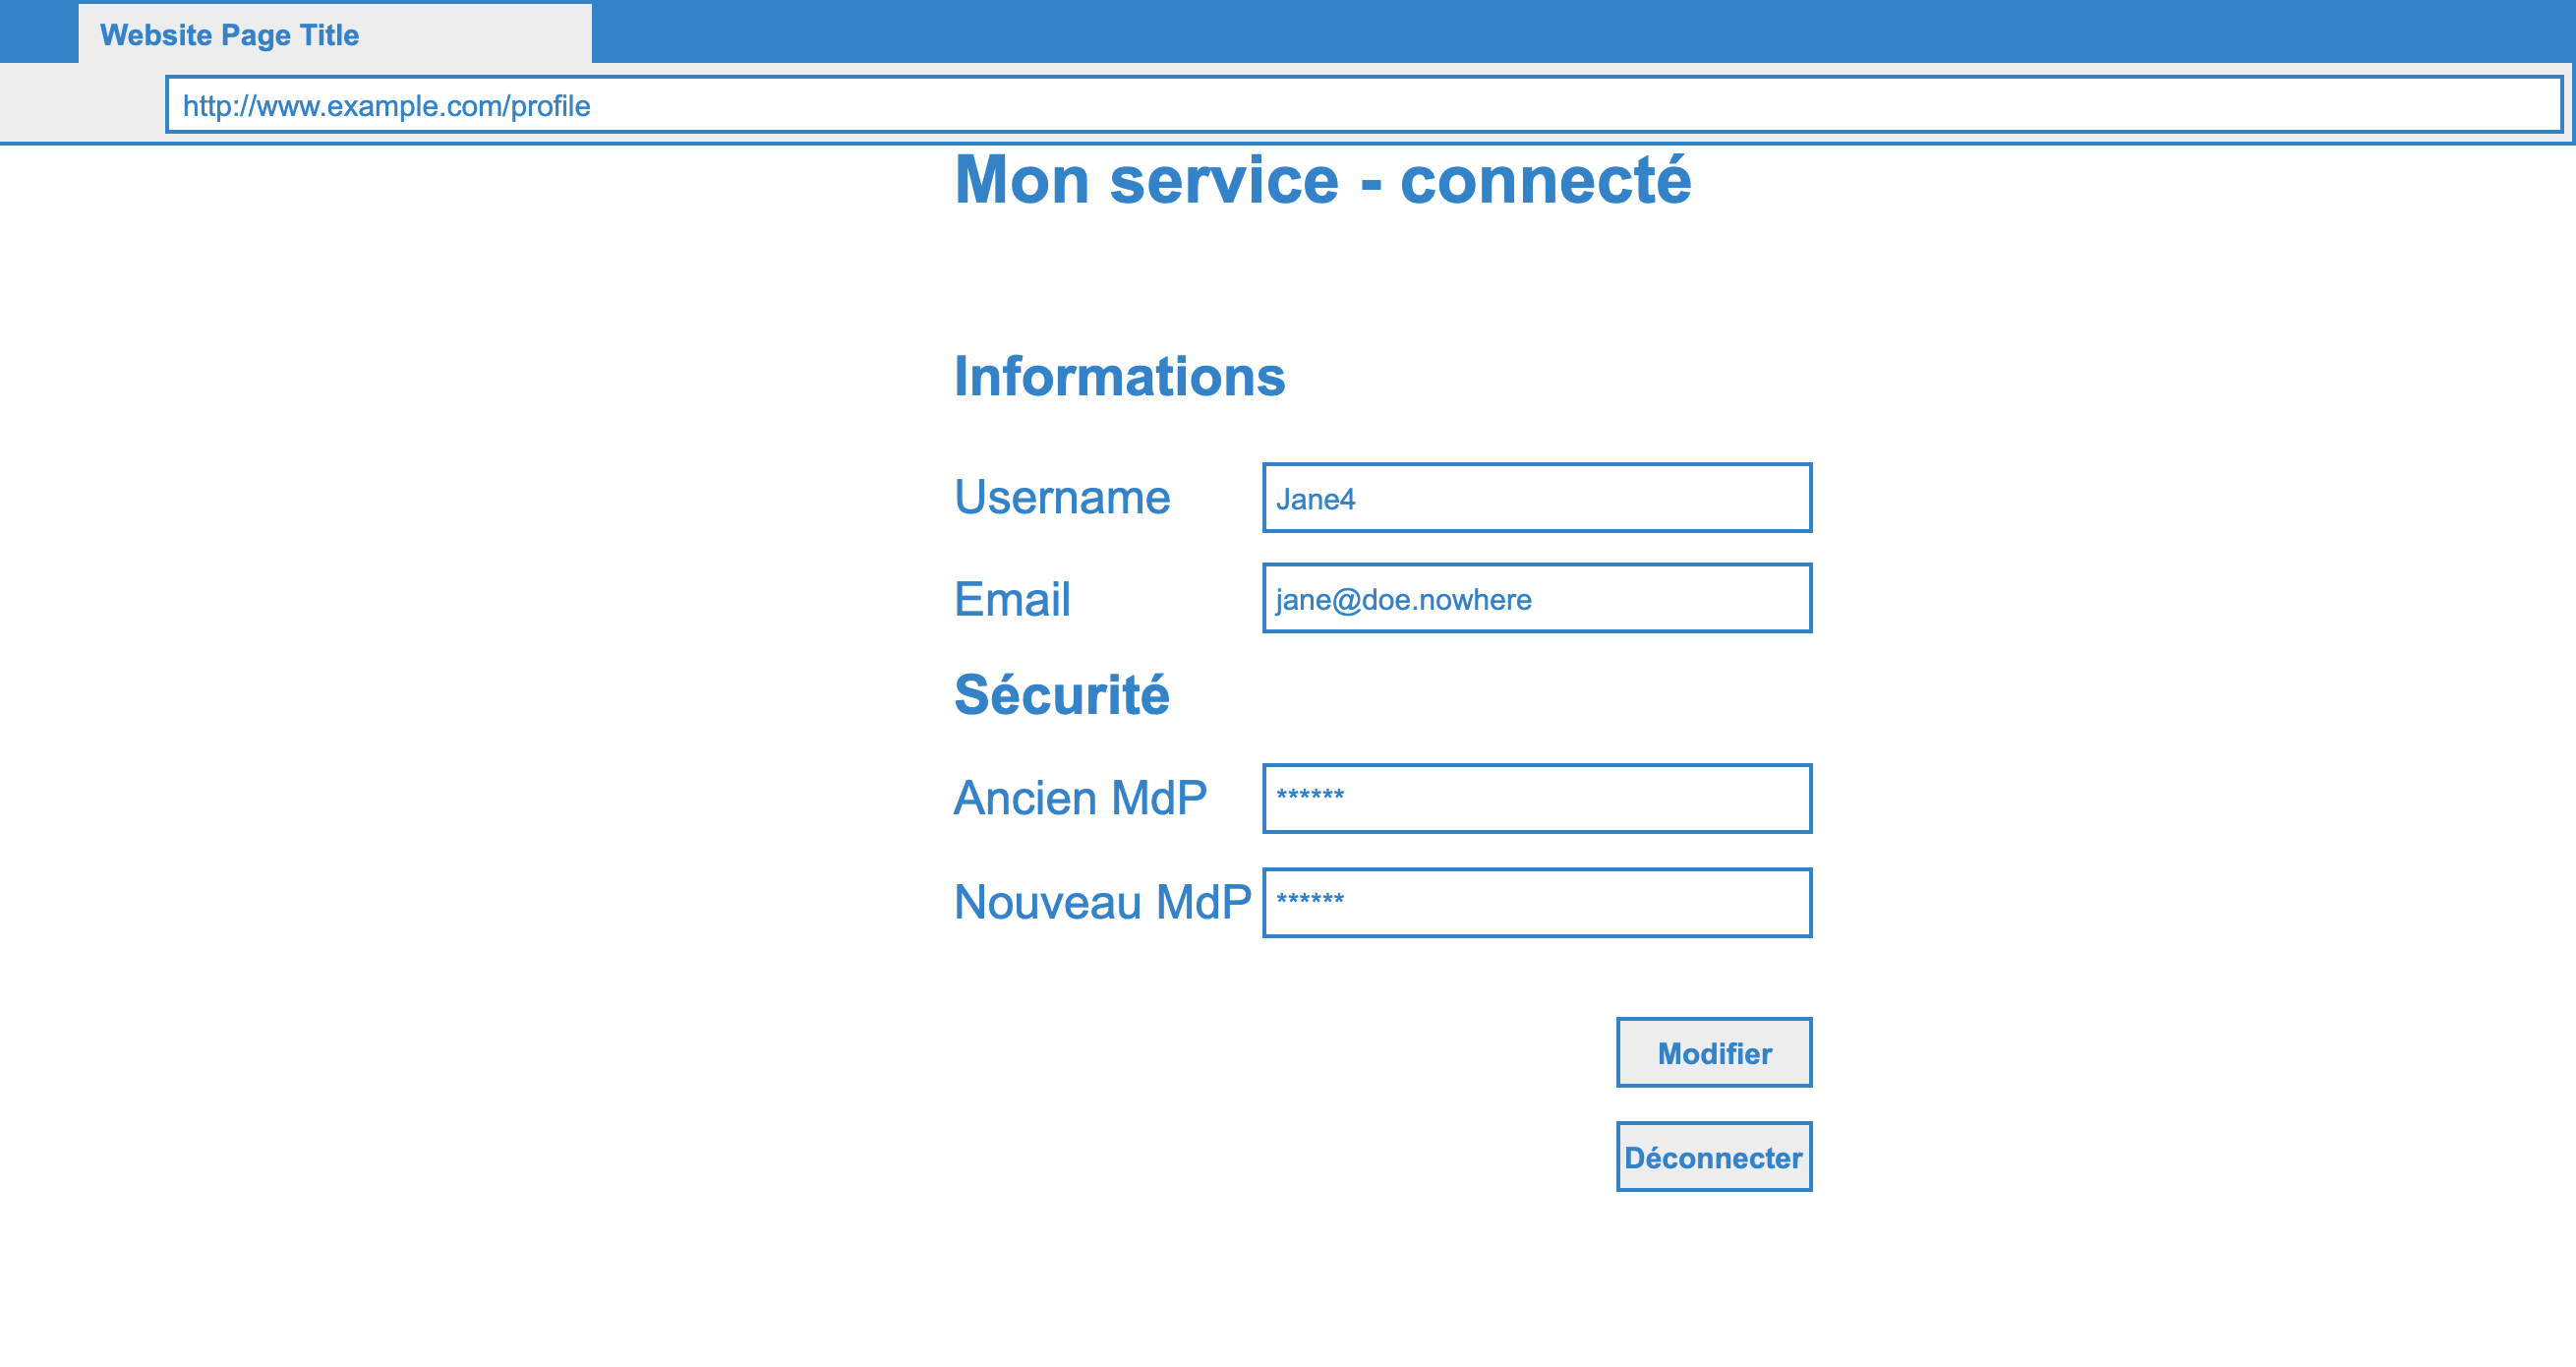 Website Page Title
http://www.example.com/profile
Mon service - connecté
Informations
Username
Jane4
Email
jane@doe.nowhere
Sécurité
Ancien MdP
******
Nouveau MdP
******
Modifier
Déconnecter